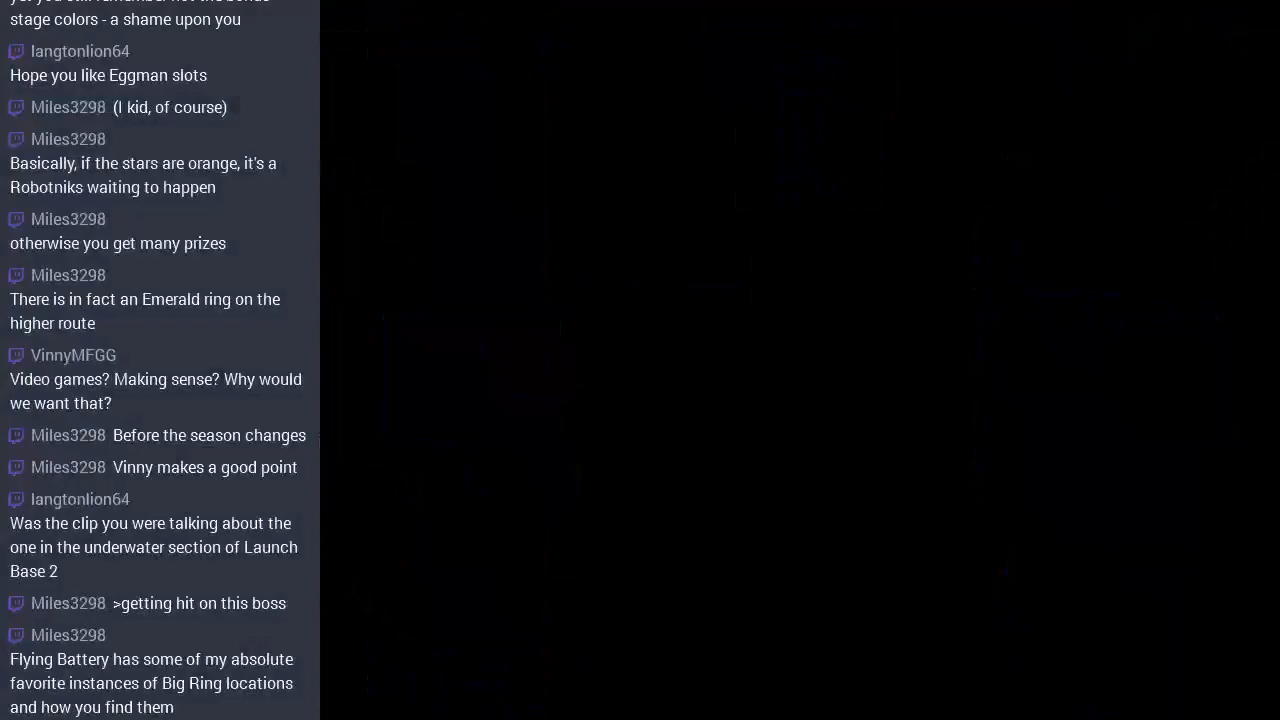 stage colors - a shame upon you
langtonlion64
Hope you like Eggman slots
Miles3298 (I kid, of course)
Miles3298
Basically, if the stars are orange, it's a
Robotniks waiting to happen
Miles3298
otherwise you get many prizes
Miles3298
There is in fact an Emerald ring on the
higher route
VinnyMFGG
Video games? Making sense? Why would
we want that?
Miles3298 Before the season changes
Miles3298 Vinny makes a good point
langtonlion64
Was the clip you were talking about the
one in the underwater section of Launch
Base 2
Miles3298 >getting hit on this boss
Miles3298
Flying Battery has some of my absolute
favorite instances of Big Ring locations
and how you find them